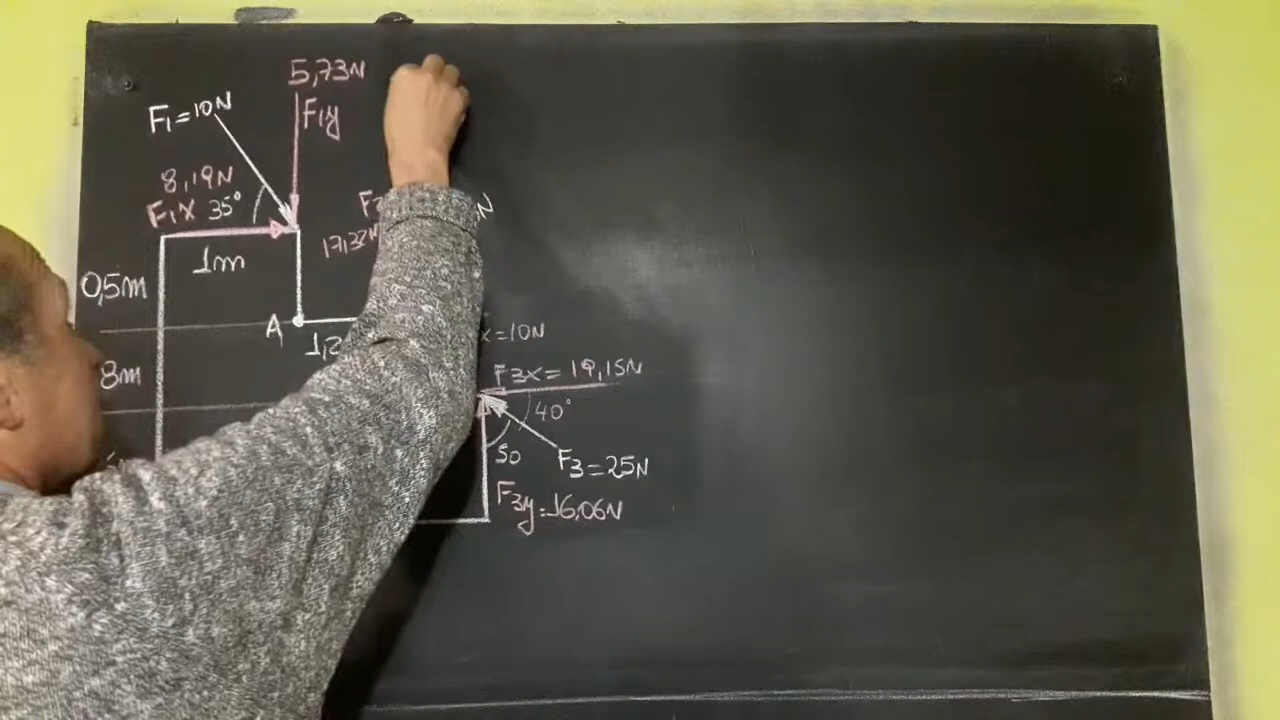 5,73N
F1=10N
F1y
8,19N
F1X 35°
1m
17,32N
0,5m
A
=10N
8m
F3X=19,15N
40°
50
F3=25N
F3y=16,06N